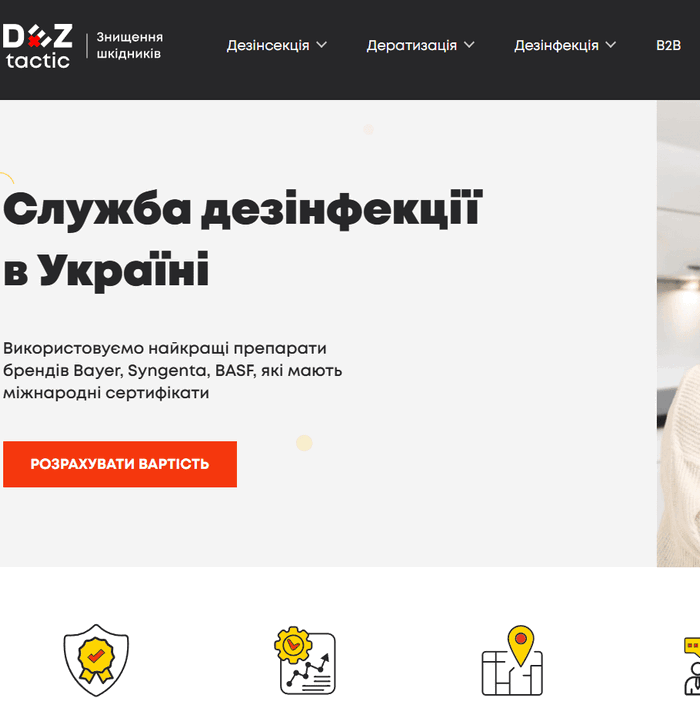 DEZ
tactic
Знищення
шкідників
Дезінсекція
Дератизація
Дезінфекція
B2B
Служба дезінфекції
в Україні
Використовуємо найкращі препарати
брендів Bayer, Syngenta, BASF, які мають
міжнародні сертифікати
РОЗРАХУВАТИ ВАРТІСТЬ